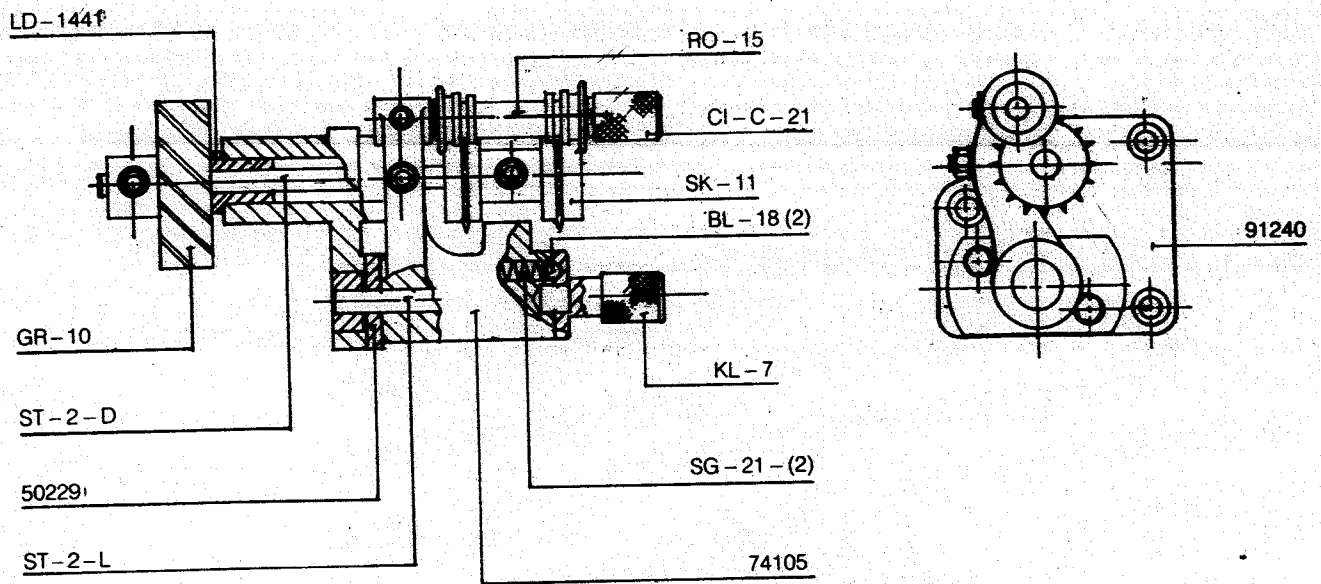 LD-1441
RO-15
CI-C-21
SK-11
BL-18 (2)
91240
GR-10
KL-7
ST-2-D
SG-21-(2)
50229
ST-2-L
74105